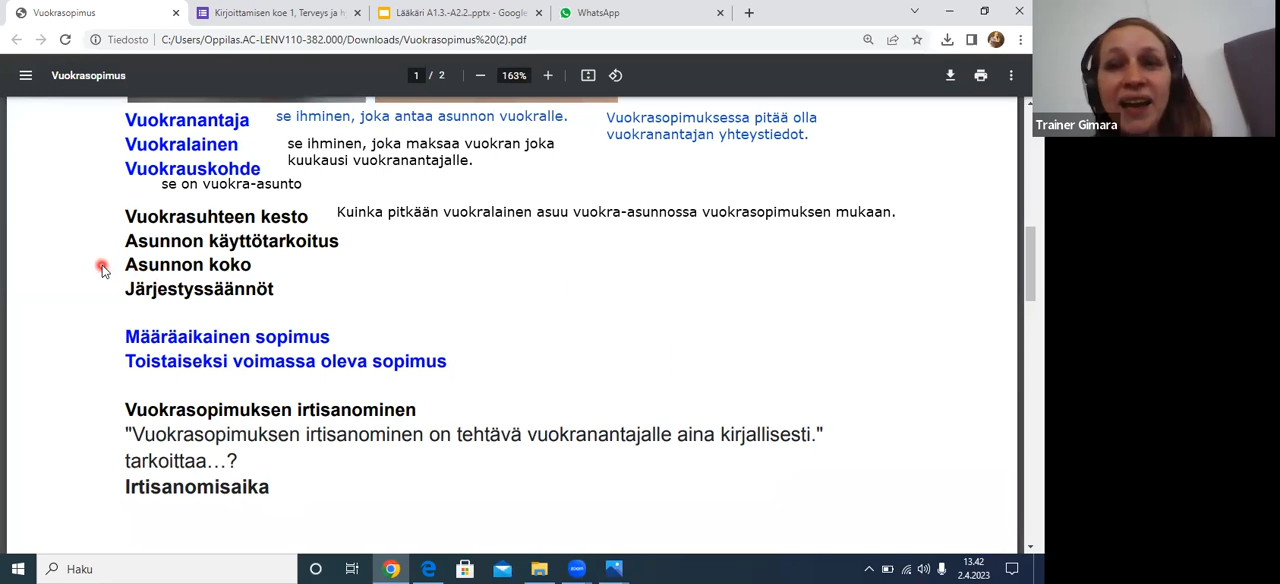 Vuokrasopimus
Kirjoittamisen koe 1, Terveys ja h
Lääkäri A1.3.-A2.2..pptx - Google
WhatsApp
Tiedosto
C:/Users/Oppilas.AC-LENV110-382.000/Downloads/Vuokrasopimus%20(2).pdf
Vuokrasopimus
1 / 2
163%
Vuokranantaja
se ihminen, joka antaa asunnon vuokralle.
Vuokrasopimuksessa pitää olla
vuokranantajan yhteystiedot.
Vuokralainen
se ihminen, joka maksaa vuokran joka
kuukausi vuokranantajalle.
Vuokrauskohde
se on vuokra-asunto
Vuokrasuhteen kesto
Kuinka pitkään vuokralainen asuu vuokra-asunnossa vuokrasopimuksen mukaan.
Asunnon käyttötarkoitus
Asunnon koko
Järjestyssäännöt
Määräaikainen sopimus
Toistaiseksi voimassa oleva sopimus
Vuokrasopimuksen irtisanominen
"Vuokrasopimuksen irtisanominen on tehtävä vuokranantajalle aina kirjallisesti."
tarkoittaa…?
Irtisanomisaika
Trainer Gimara
Haku
zoom
13.42
2.4.2023